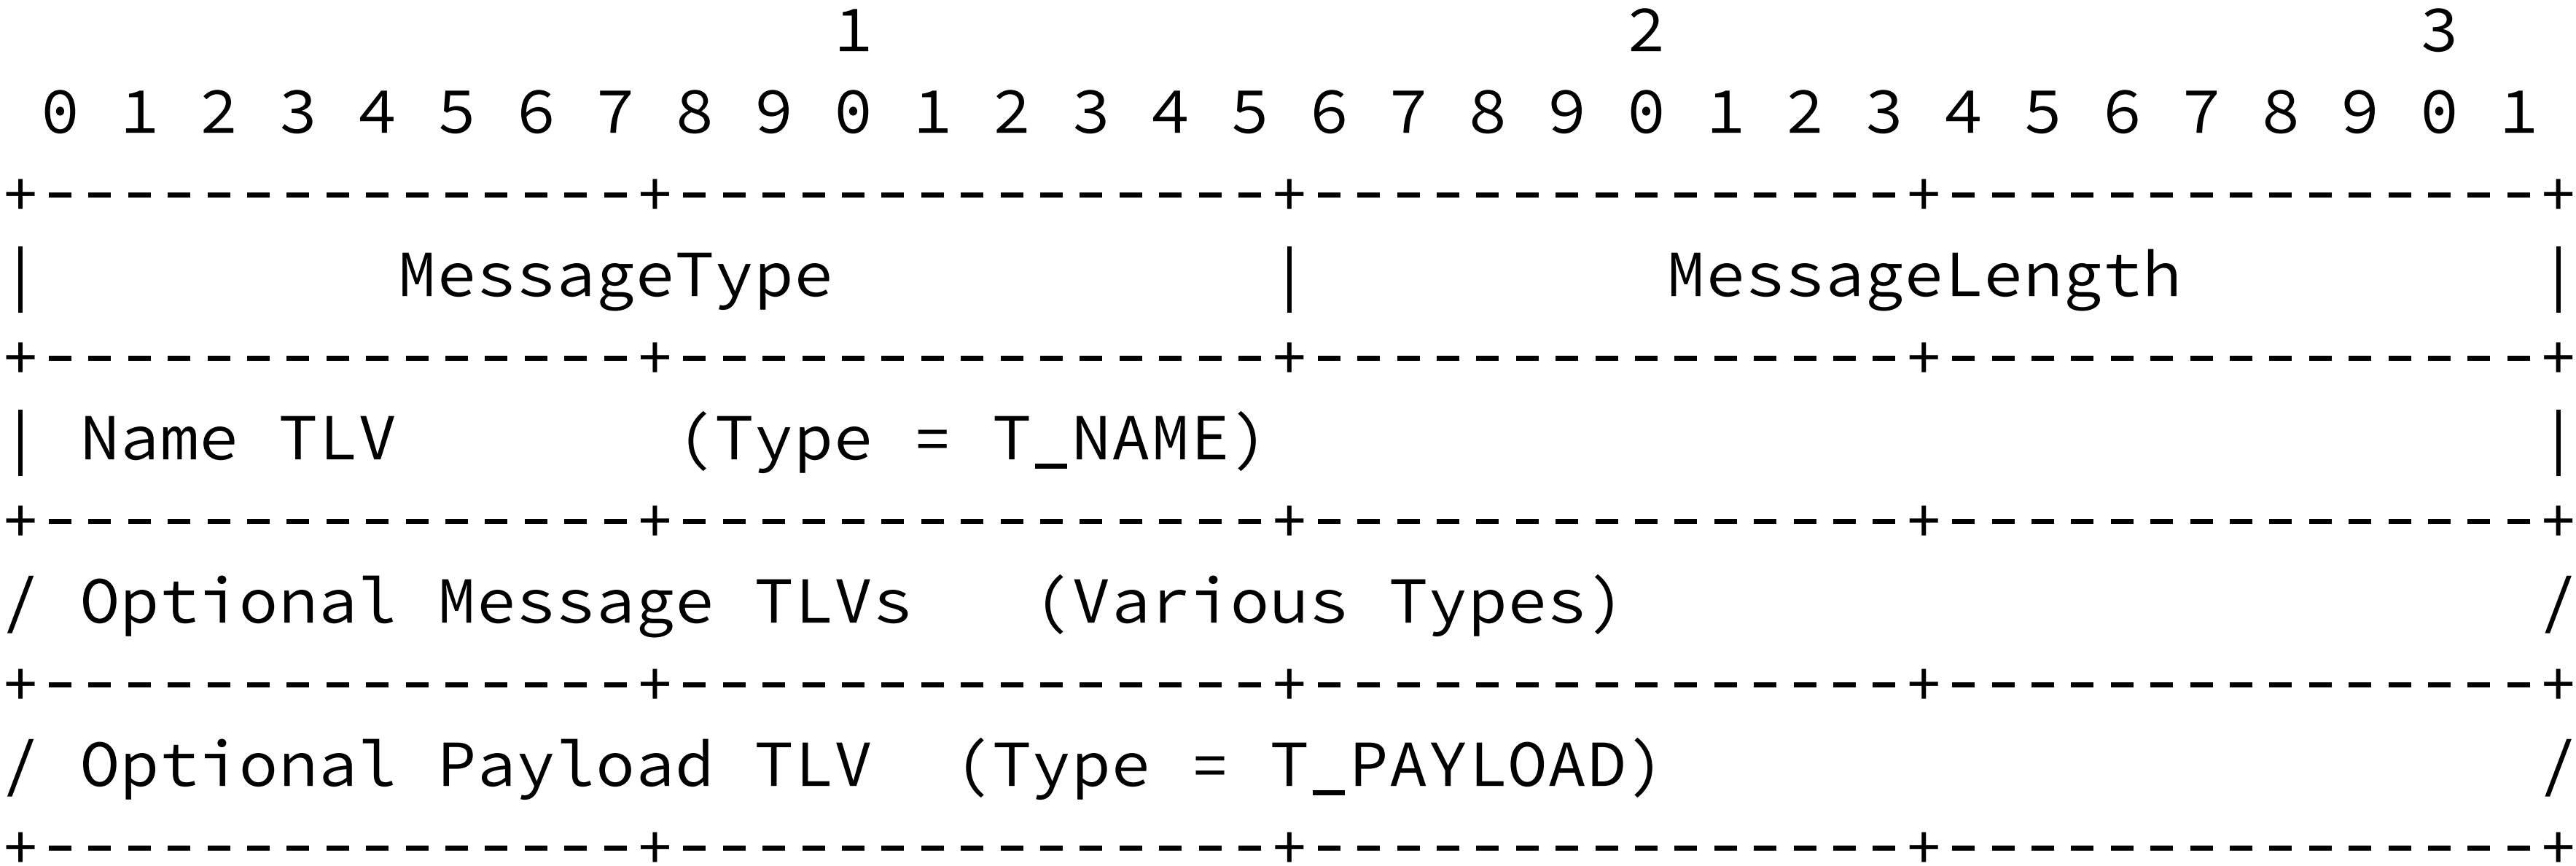 1                   2                   3
 0 1 2 3 4 5 6 7 8 9 0 1 2 3 4 5 6 7 8 9 0 1 2 3 4 5 6 7 8 9 0 1
+---------------+---------------+---------------+---------------+
|         MessageType           |         MessageLength         |
+---------------+---------------+---------------+---------------+
| Name TLV       (Type = T_NAME)                                |
+---------------+---------------+---------------+---------------+
/ Optional Message TLVs   (Various Types)                       /
+---------------+---------------+---------------+---------------+
/ Optional Payload TLV  (Type = T_PAYLOAD)                      /
+---------------+---------------+---------------+---------------+